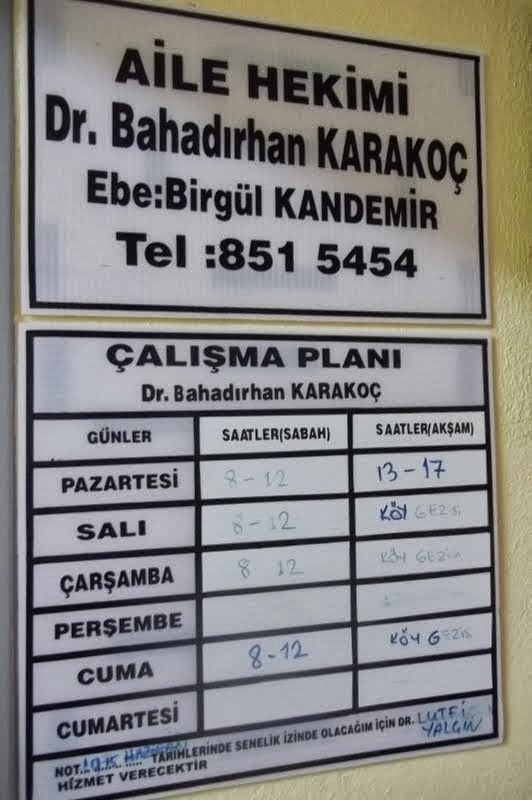 AİLE HEKİMİ
Dr. Bahadırhan KARAKOÇ
Ebe:Birgül KANDEMİR
Tel :851 5454
ÇALIŞMA PLANI
Dr. Bahadırhan KARAKOÇ
GÜNLER SAATLER(SABAH) SAATLER(AKŞAM)
PAZARTESİ 8-12 13-17
SALI 8-12 KÖY GEZİSİ
ÇARŞAMBA 8 12 KÖY GEZİSİ
PERŞEMBE
CUMA 8-12 KÖY GEZİSİ
CUMARTESİ
NOT... TARİHLERİNDE SENELİK İZİNDE OLACAĞIM İÇİN DR. LUTFİ YALGIN
HİZMET VERECEKTİR